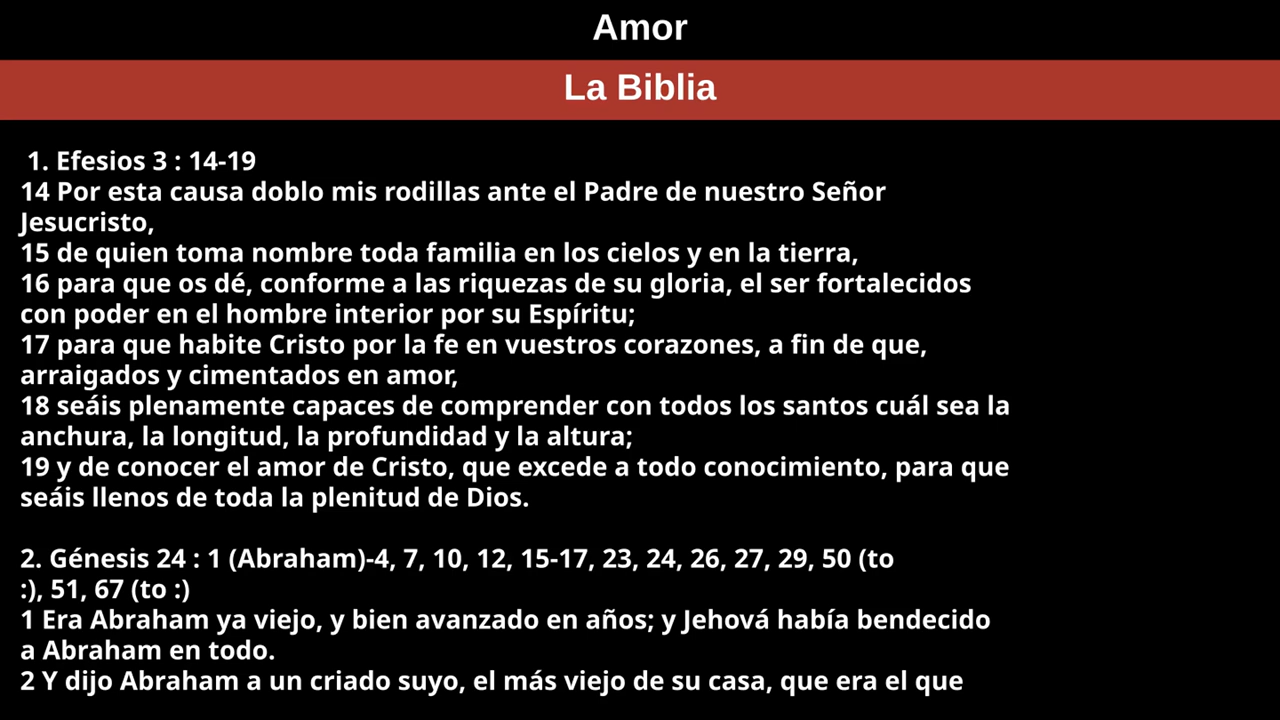 Amor
La Biblia
1. Efesios 3 : 14-19
14 Por esta causa doblo mis rodillas ante el Padre de nuestro Señor
Jesucristo,
15 de quien toma nombre toda familia en los cielos y en la tierra,
16 para que os dé, conforme a las riquezas de su gloria, el ser fortalecidos
con poder en el hombre interior por su Espíritu;
17 para que habite Cristo por la fe en vuestros corazones, a fin de que,
arraigados y cimentados en amor,
18 seáis plenamente capaces de comprender con todos los santos cuál sea la
anchura, la longitud, la profundidad y la altura;
19 y de conocer el amor de Cristo, que excede a todo conocimiento, para que
seáis llenos de toda la plenitud de Dios.
2. Génesis 24 : 1 (Abraham)-4, 7, 10, 12, 15-17, 23, 24, 26, 27, 29, 50 (to
:), 51, 67 (to :)
1 Era Abraham ya viejo, y bien avanzado en años; y Jehová había bendecido
a Abraham en todo.
2 Y dijo Abraham a un criado suyo, el más viejo de su casa, que era el que